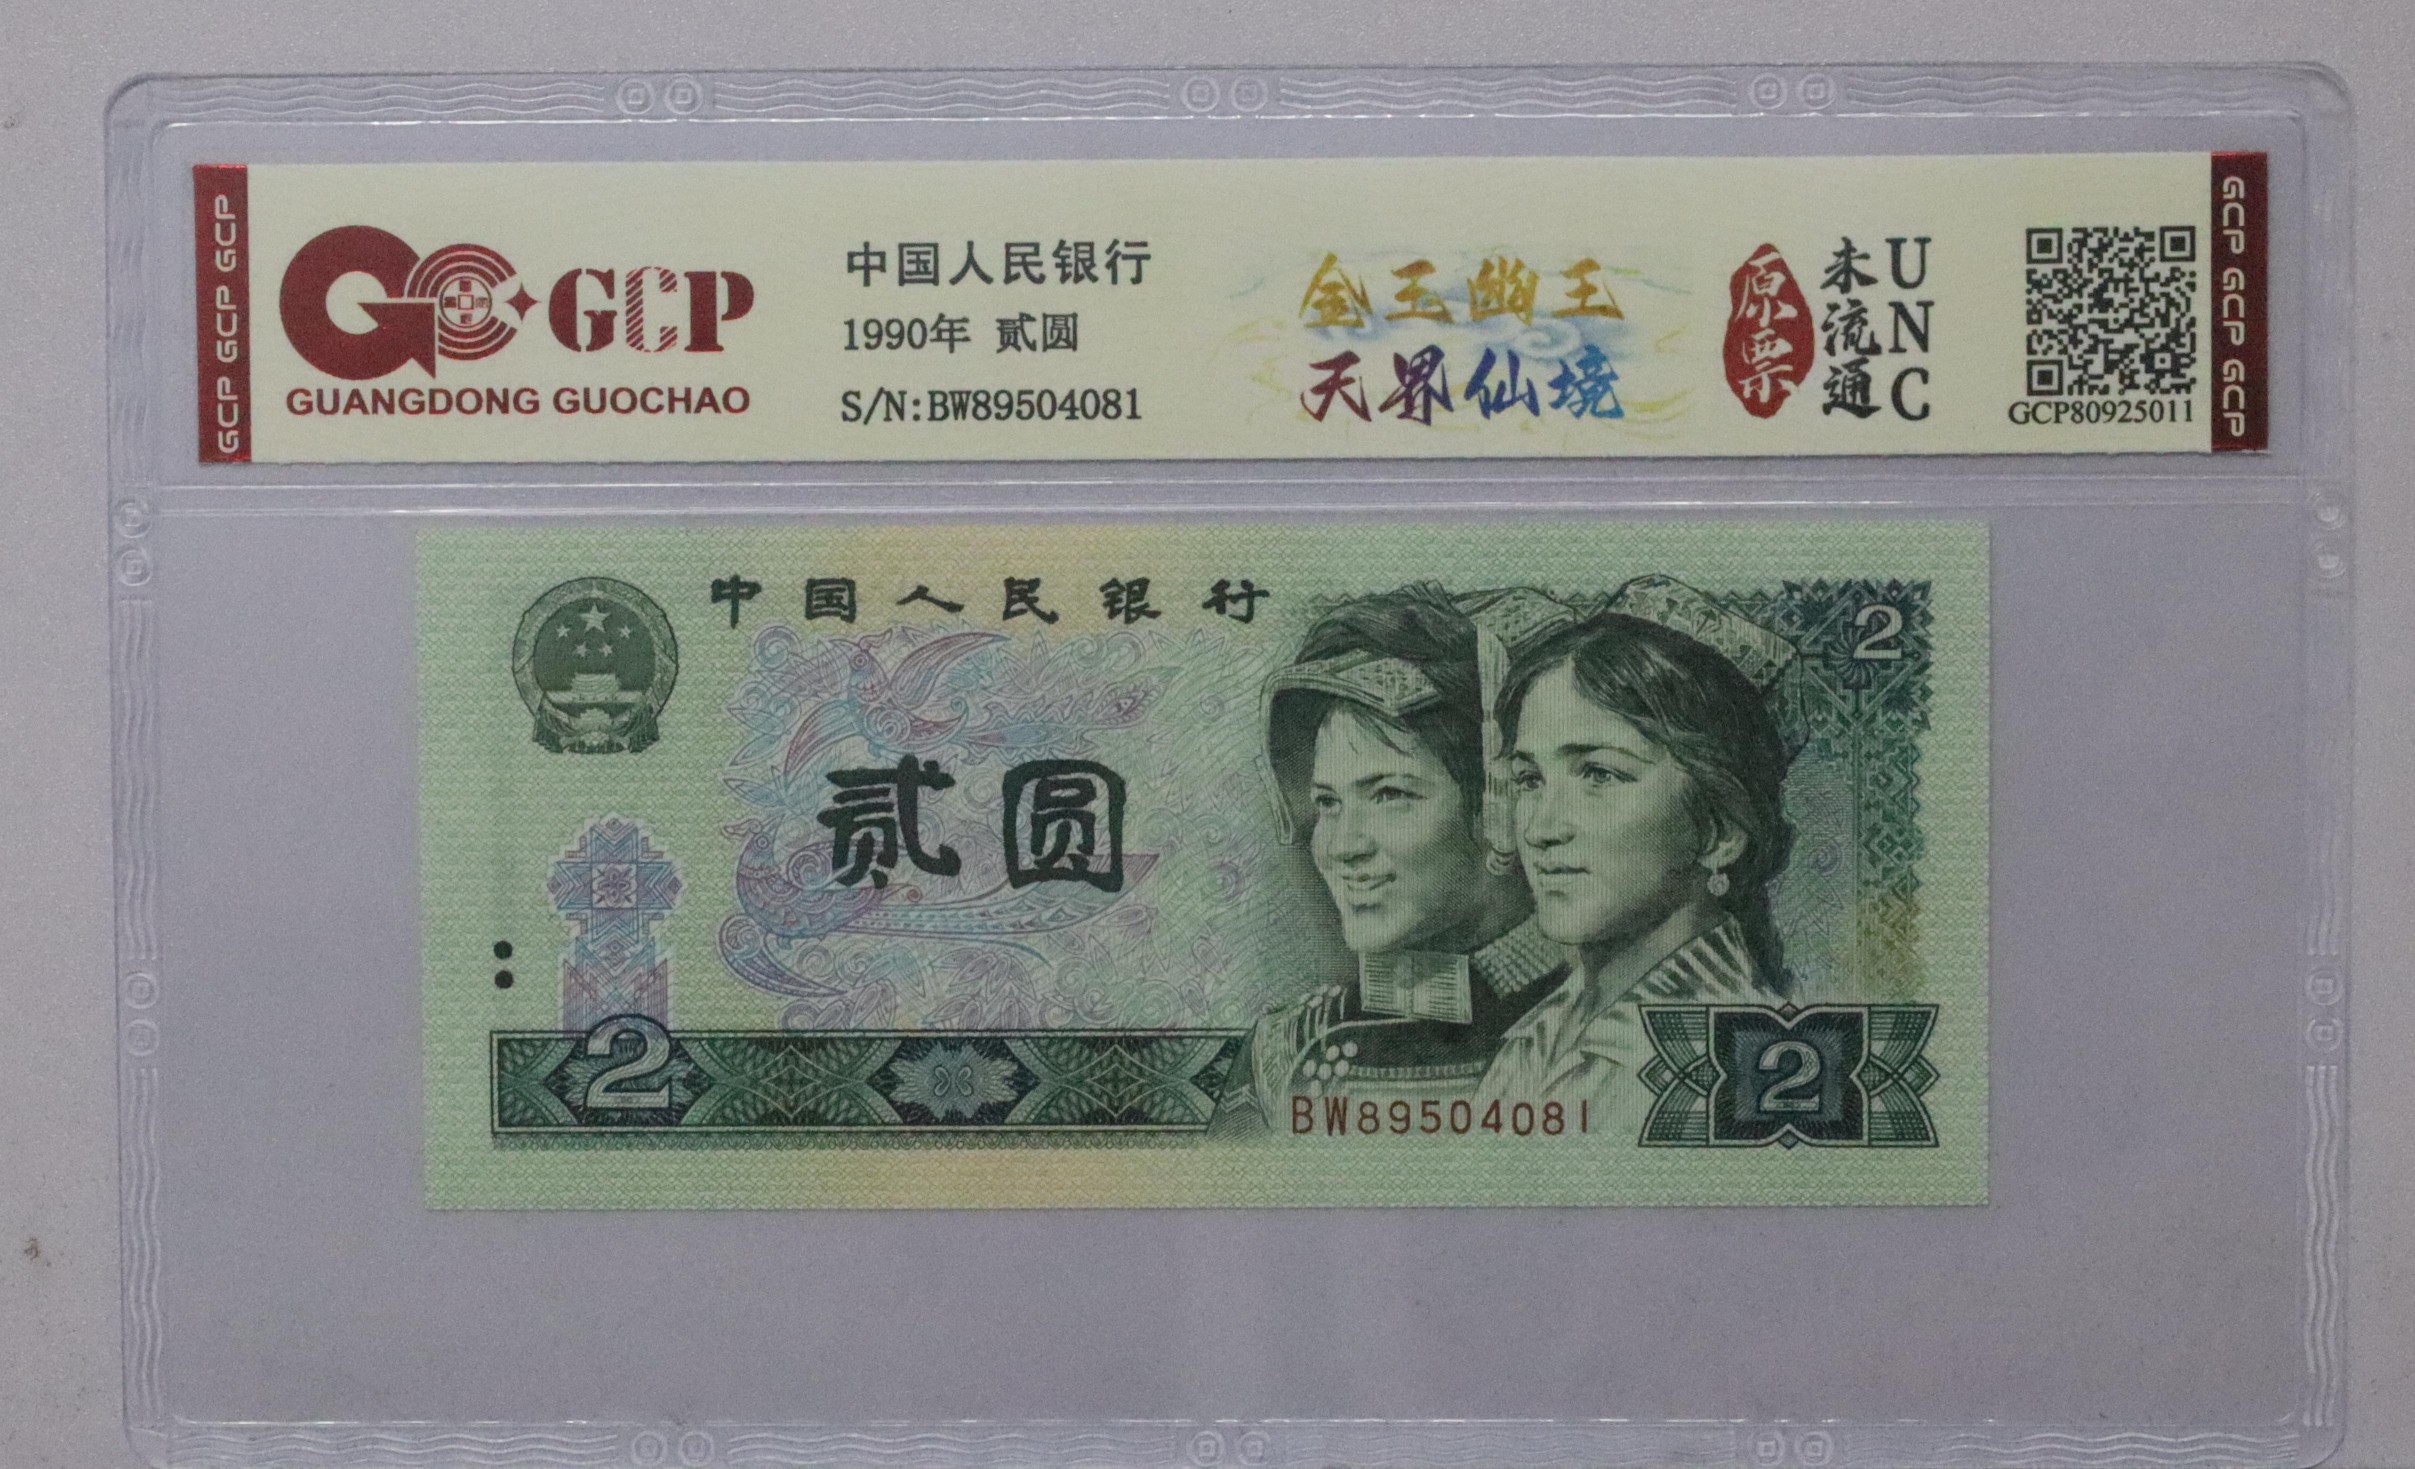 GCP GCP GCP
GCP
GUANGDONG GUOCHAO
中国人民银行
1990年 贰圆
S/N:BW89504081
金玉幽王
天界仙境
原票
未流通
UNC
GCP80925011
GCP GCP GCP
中国人民银行
2
贰圆
2
BW89504081
2